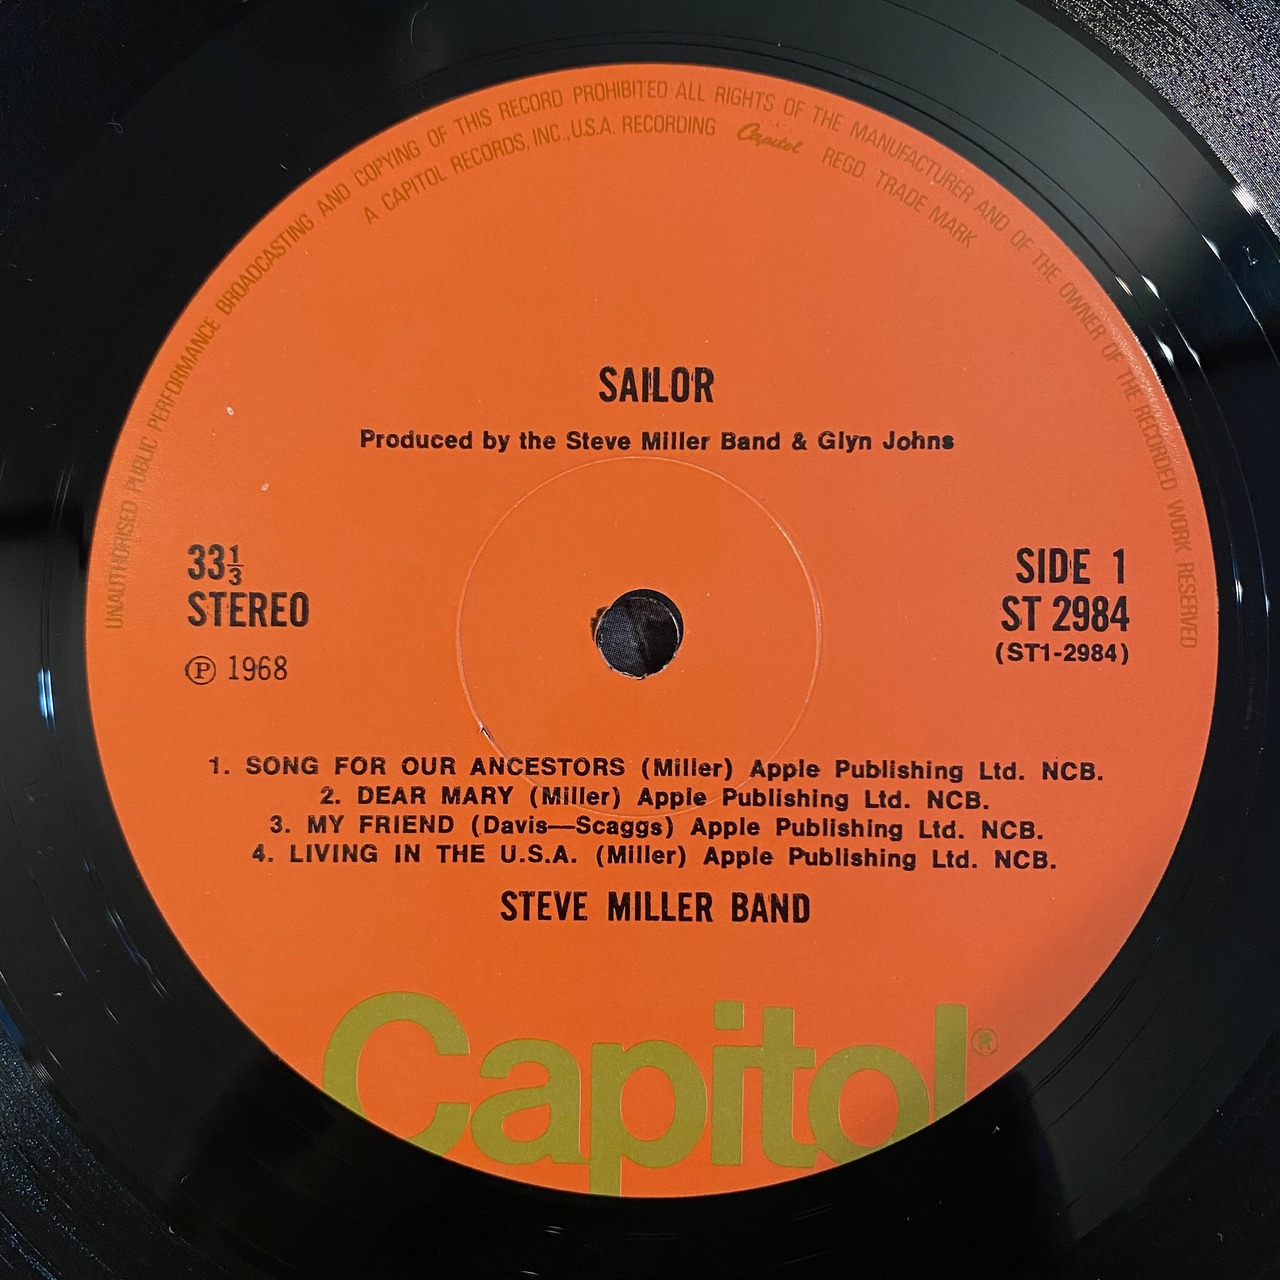 UNAUTHORISED PUBLIC PERFORMANCE BROADCASTING AND COPYING OF THIS RECORD PROHIBITED·ALL RIGHTS OF THE MANUFACTURER AND OF THE OWNER OF THE RECORDED WORK RESERVED
A CAPITOL RECORDS, INC., U.S.A. RECORDING Capitol REGD. TRADE MARK
SAILOR
Produced by the Steve Miller Band & Glyn Johns
33⅓
STEREO
Ⓟ 1968
SIDE 1
ST 2984
(ST1-2984)
1. SONG FOR OUR ANCESTORS (Miller) Apple Publishing Ltd. NCB.
2. DEAR MARY (Miller) Apple Publishing Ltd. NCB.
3. MY FRIEND (Davis—Scaggs) Apple Publishing Ltd. NCB.
4. LIVING IN THE U.S.A. (Miller) Apple Publishing Ltd. NCB.
STEVE MILLER BAND
Capitol®